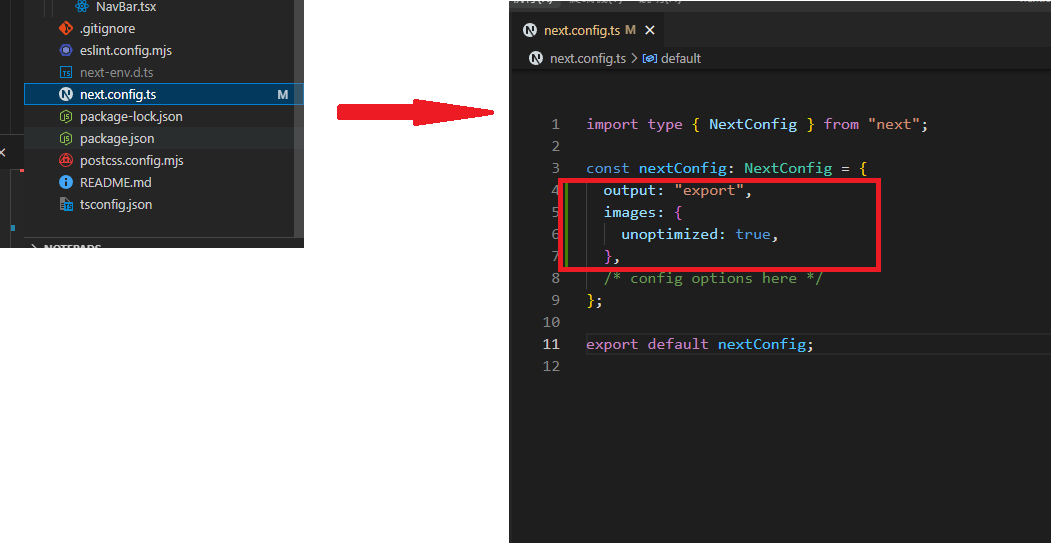 NavBar.tsx
.gitignore
eslint.config.mjs
next-env.d.ts
next.config.ts M
package-lock.json
package.json
postcss.config.mjs
README.md
tsconfig.json
next.config.ts M
next.config.ts > default
1 import type { NextConfig } from "next";
2
3 const nextConfig: NextConfig = {
4 output: "export",
5 images: {
6 unoptimized: true,
7 },
8 /* config options here */
9 };
10
11 export default nextConfig;
12